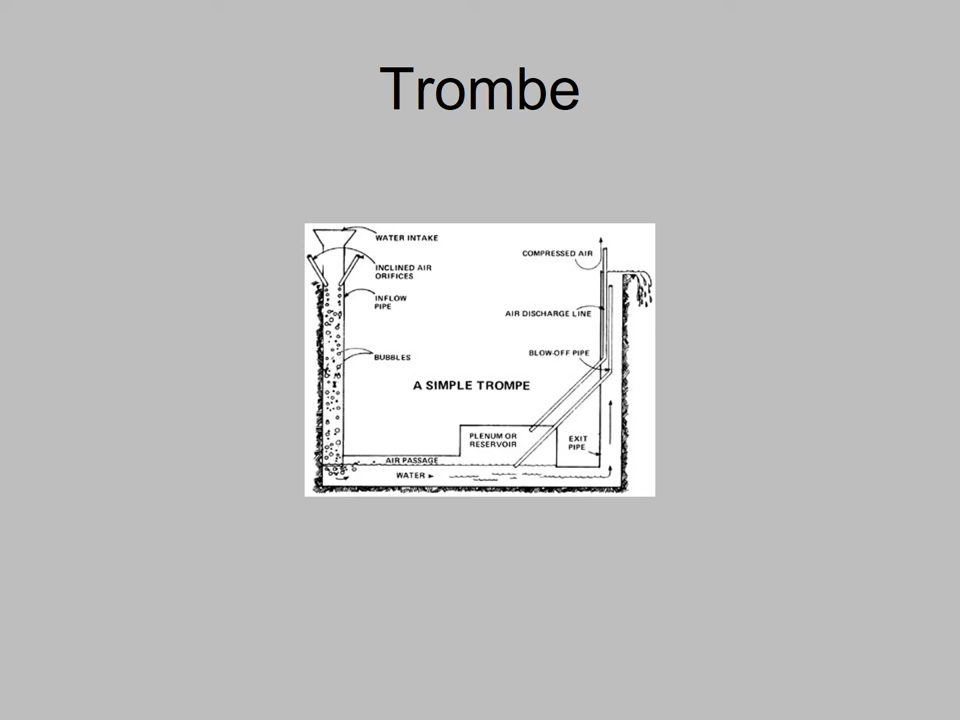 Trombe
WATER INTAKE
INCLINED AIR
ORIFICES
INFLOW
PIPE
BUBBLES
COMPRESSED AIR
AIR DISCHARGE LINE
BLOW-OFF PIPE
A SIMPLE TROMPE
PLENUM OR
RESERVOIR
EXIT
PIPE
AIR PASSAGE
WATER